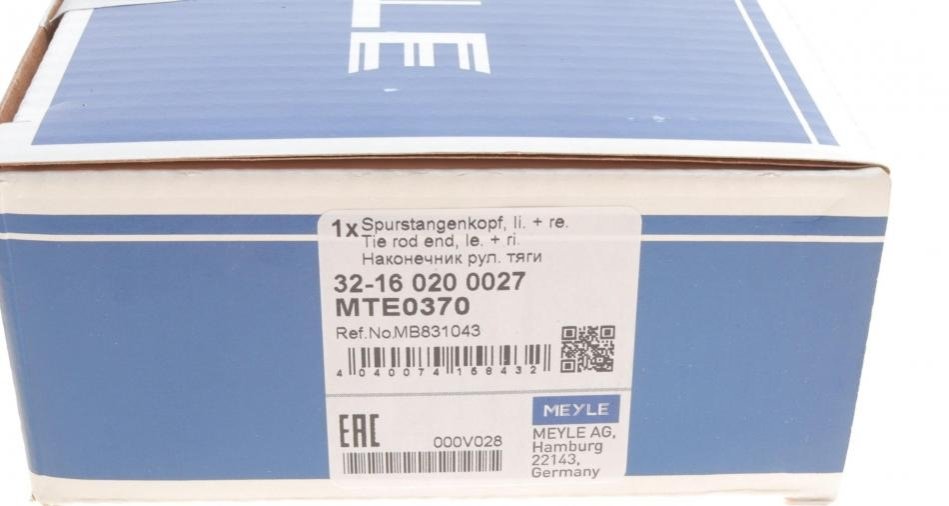 LE
1x Spurstangenkopf, li. + re.
Tie rod end, le. + ri.
Наконечник рул. тяги
32-16 020 0027
MTE0370
Ref.No.MB831043
4 040074 158432
EAC
000V028
MEYLE
MEYLE AG,
Hamburg
22143,
Germany